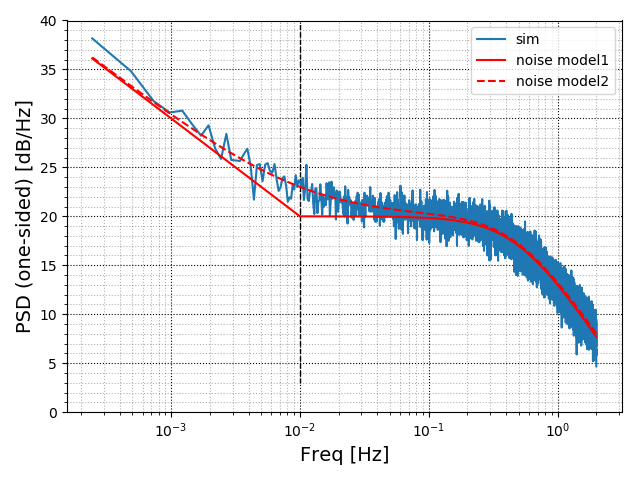 PSD (one-sided) [dB/Hz]
40
35
30
25
20
15
10
5
0
sim
noise model1
noise model2
10⁻³
10⁻²
10⁻¹
10⁰
Freq [Hz]